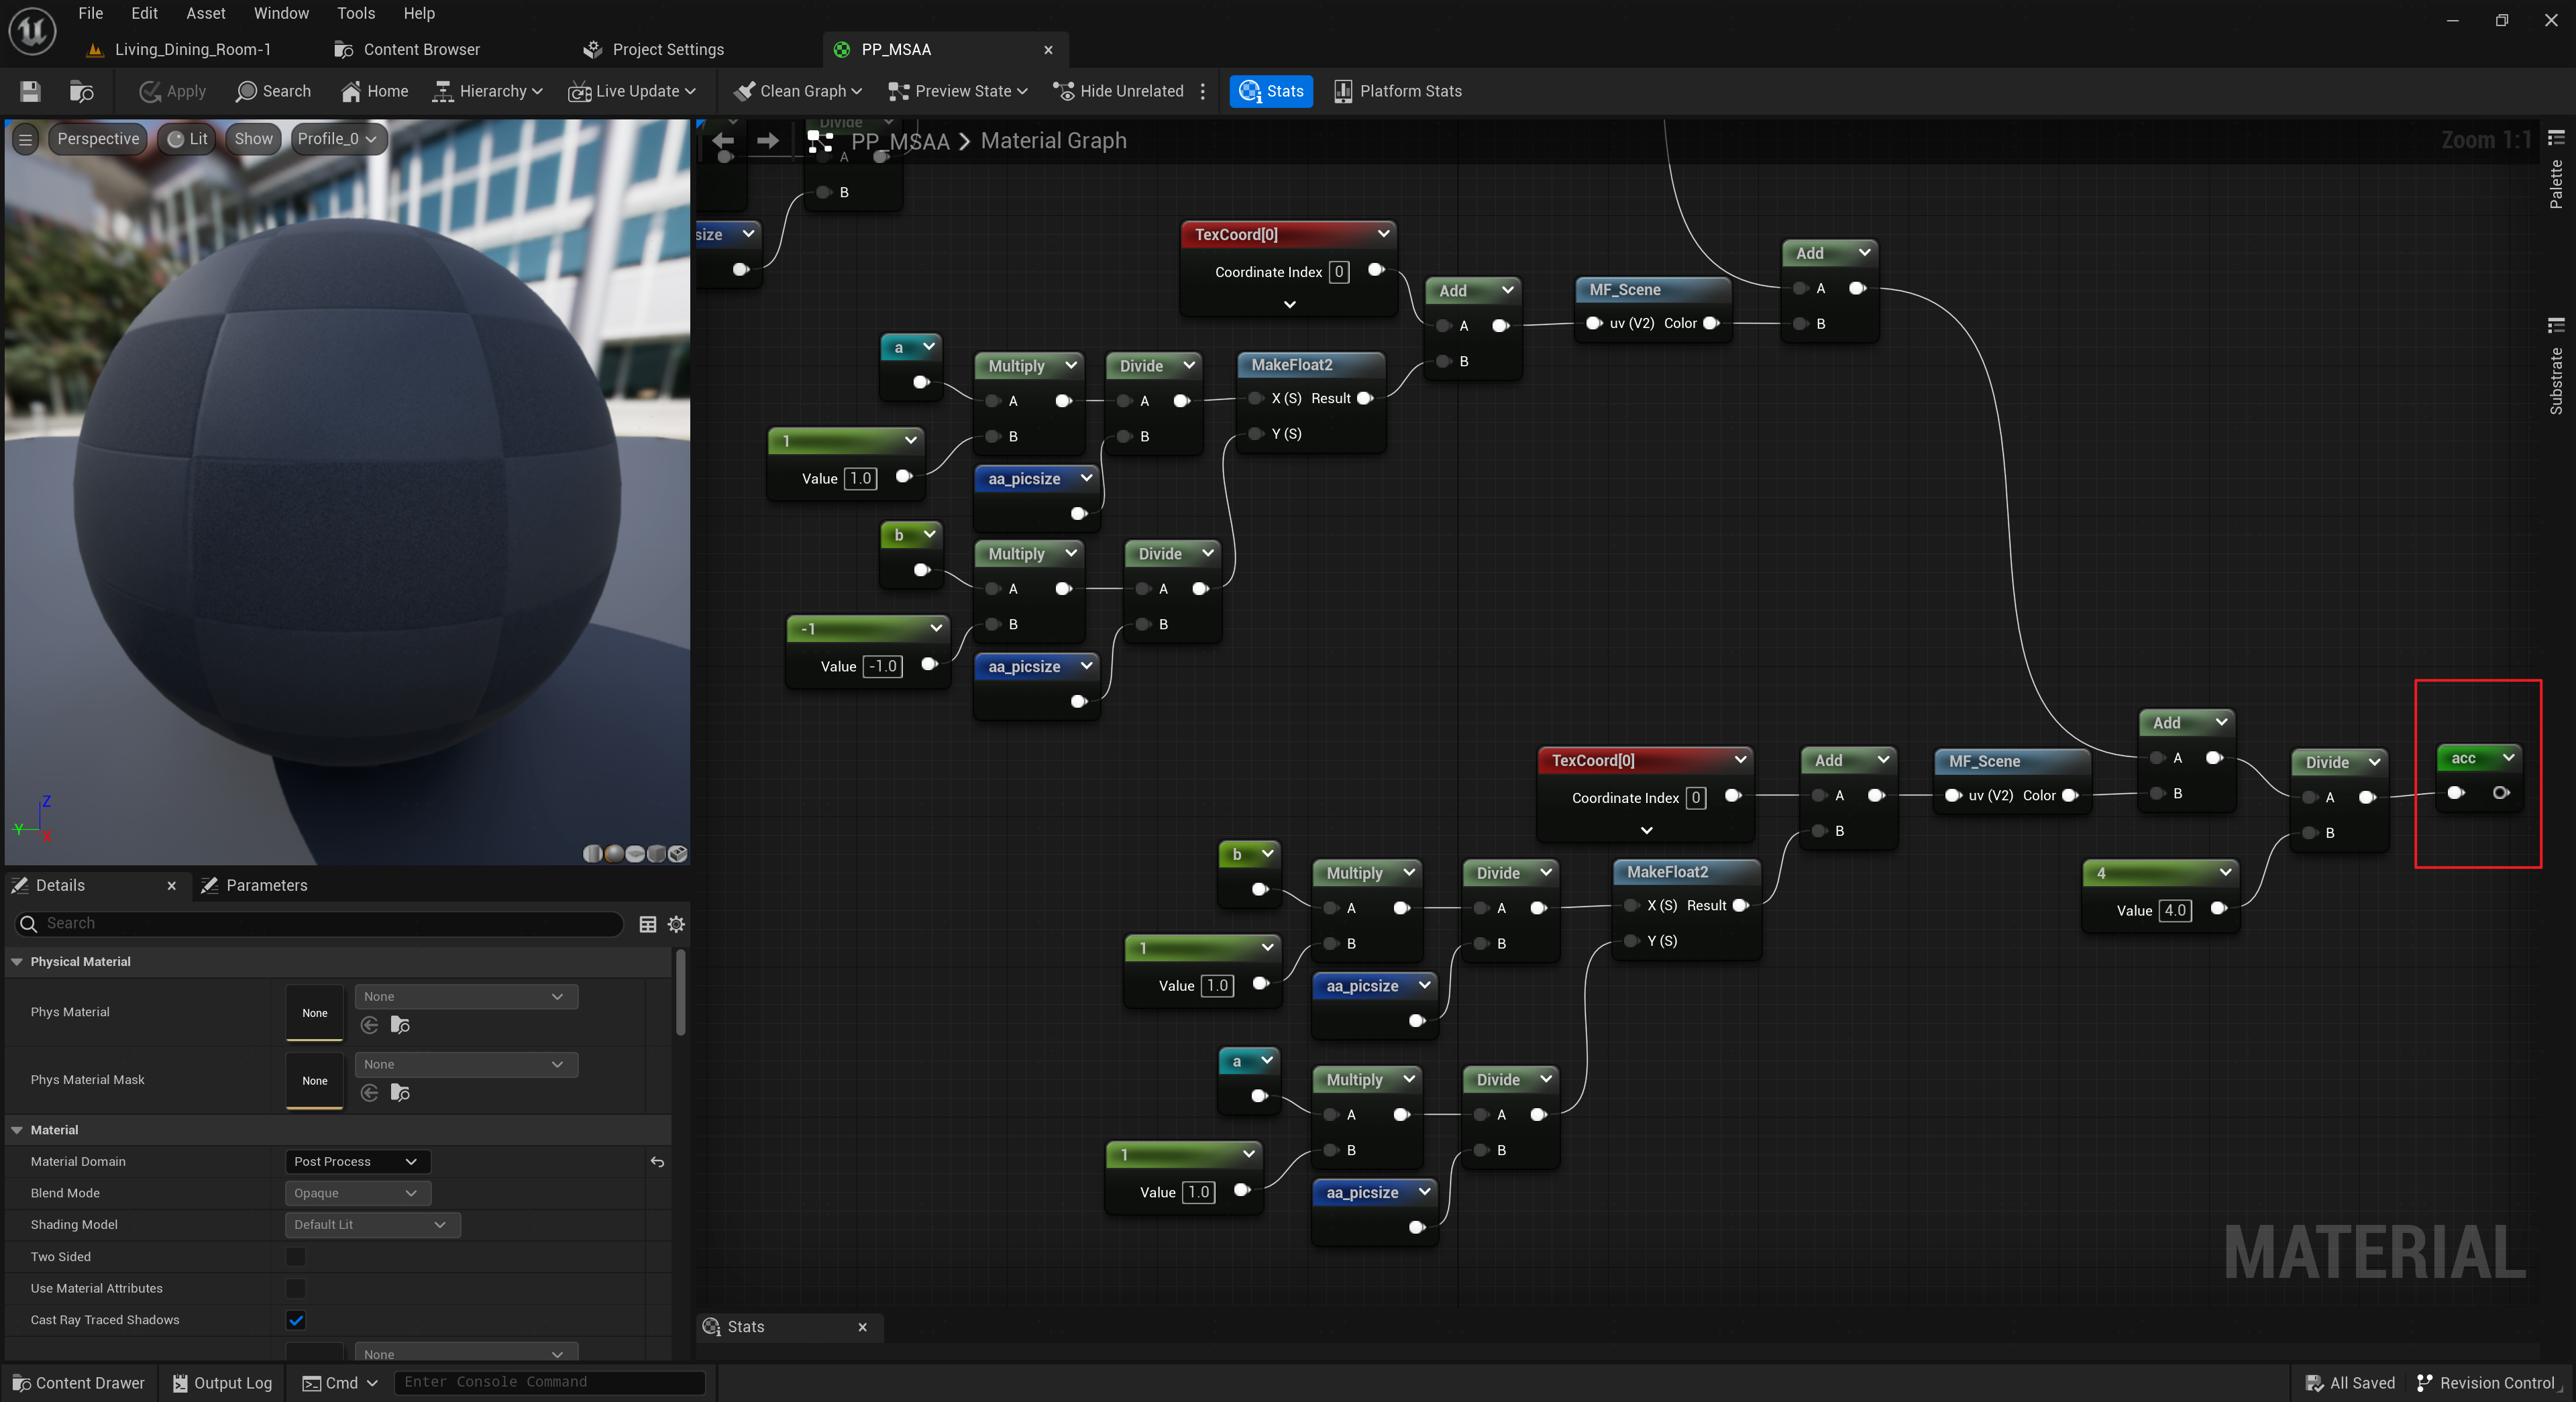 File Edit Asset Window Tools Help
Living_Dining_Room-1 Content Browser Project Settings PP_MSAA
Apply Search Home Hierarchy Live Update Clean Graph Preview State Hide Unrelated Stats Platform Stats
Perspective Lit Show Profile_0
Divide
PP_MSAA Material Graph
Zoom 1:1
A
B
Palette
Substrate
size
TexCoord[0]
Coordinate Index 0
Add
A
B
MF_Scene
uv (V2) Color
Add
A
B
a
Multiply
A
B
Divide
A
B
MakeFloat2
X (S) Result
Y (S)
1
Value 1.0
aa_picsize
b
Multiply
A
B
Divide
A
B
-1
Value -1.0
aa_picsize
Add
A
B
Divide
A
B
acc
TexCoord[0]
Coordinate Index 0
Add
A
B
MF_Scene
uv (V2) Color
4
Value 4.0
b
Multiply
A
B
Divide
A
B
MakeFloat2
X (S) Result
Y (S)
1
Value 1.0
aa_picsize
a
Multiply
A
B
Divide
A
B
1
Value 1.0
aa_picsize
MATERIAL
Z
Y
X
Details Parameters
Search
Physical Material
Phys Material None None
Phys Material Mask None None
Material
Material Domain Post Process
Blend Mode Opaque
Shading Model Default Lit
Two Sided
Use Material Attributes
Cast Ray Traced Shadows
None
Stats
Content Drawer Output Log Cmd Enter Console Command All Saved Revision Control